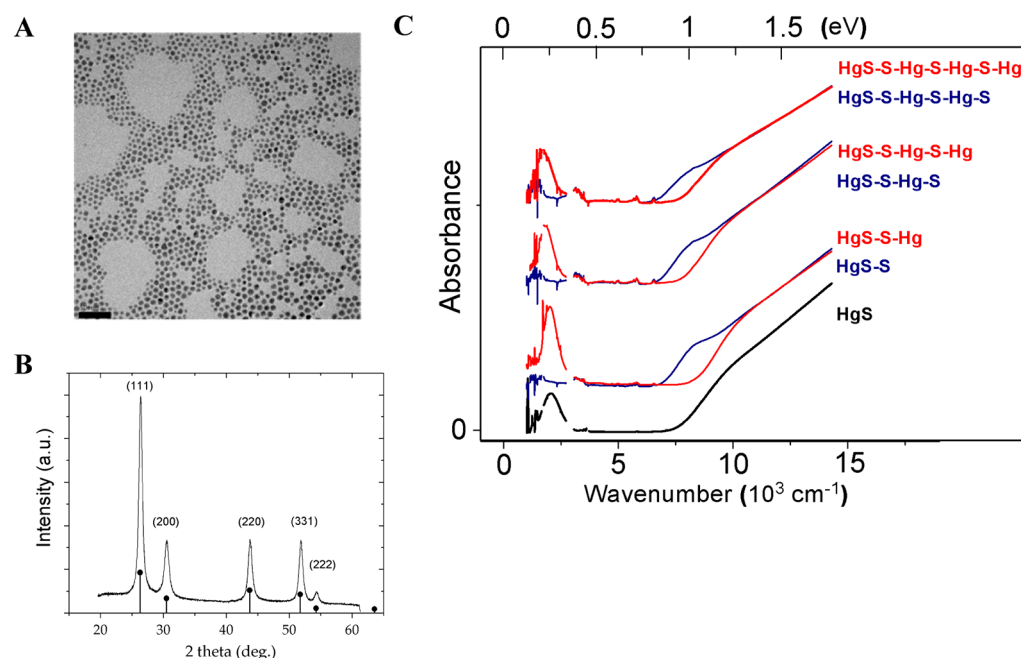 A
B
Intensity (a.u.)
(111)
(200)
(220)
(331)
(222)
20 30 40 50 60
2 theta (deg.)
C
0 0.5 1 1.5 (eV)
Absorbance
HgS-S-Hg-S-Hg-S-Hg
HgS-S-Hg-S-Hg-S
HgS-S-Hg-S-Hg
HgS-S-Hg-S
HgS-S-Hg
HgS-S
HgS
0
0 5 10 15
Wavenumber (10³ cm⁻¹)